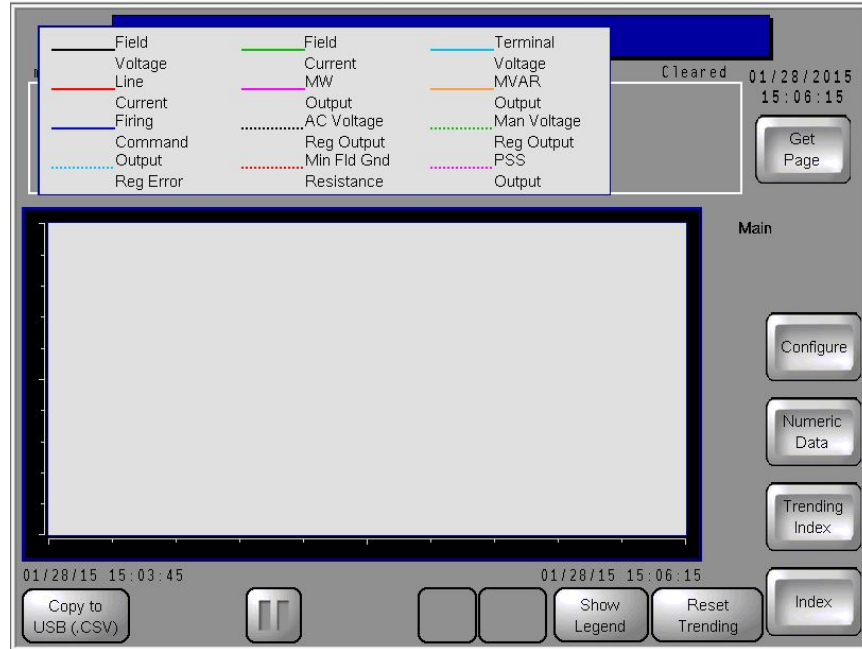 Field Voltage
Field Current
Terminal Voltage
Line Current
MW Output
MVAR Output
Firing Command
AC Voltage Reg Output
Man Voltage Reg Output
Output Reg Error
Min Fld Gnd Resistance
PSS Output
Cleared
01/28/2015
15:06:15
Get
Page
Main
Configure
Numeric
Data
Trending
Index
01/28/15 15:03:45
01/28/15 15:06:15
Copy to
USB (.CSV)
Show
Legend
Reset
Trending
Index